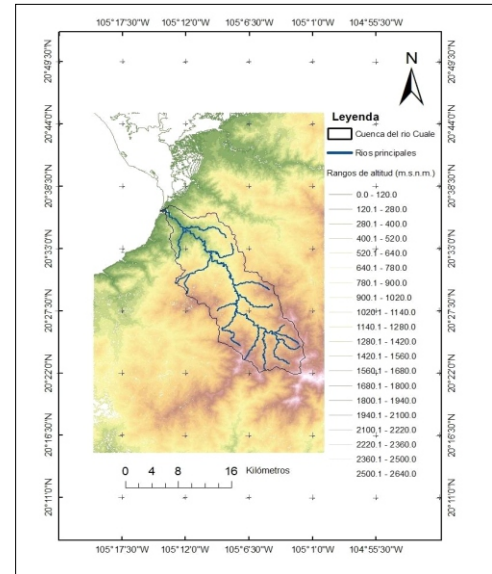 105°17'30"W 105°12'0"W 105°6'30"W 105°1'0"W 104°55'30"W
20°49'30"N 20°49'30"N
20°44'0"N 20°44'0"N
20°38'30"N 20°38'30"N
20°33'0"N 20°33'0"N
20°27'30"N 20°27'30"N
20°22'0"N 20°22'0"N
20°16'30"N 20°16'30"N
20°11'0"N 20°11'0"N
N
Leyenda
Cuenca del rio Cuale
Rios principales
Rangos de altitud (m.s.n.m.)
0.0 - 120.0
120.1 - 280.0
280.1 - 400.0
400.1 - 520.0
520.1 - 640.0
640.1 - 780.0
780.1 - 900.0
900.1 - 1020.0
1020.1 - 1140.0
1140.1 - 1280.0
1280.1 - 1420.0
1420.1 - 1560.0
1560.1 - 1680.0
1680.1 - 1800.0
1800.1 - 1940.0
1940.1 - 2100.0
2100.1 - 2220.0
2220.1 - 2360.0
2360.1 - 2500.0
2500.1 - 2640.0
0 4 8 16 Kilómetros
105°17'30"W 105°12'0"W 105°6'30"W 105°1'0"W 104°55'30"W